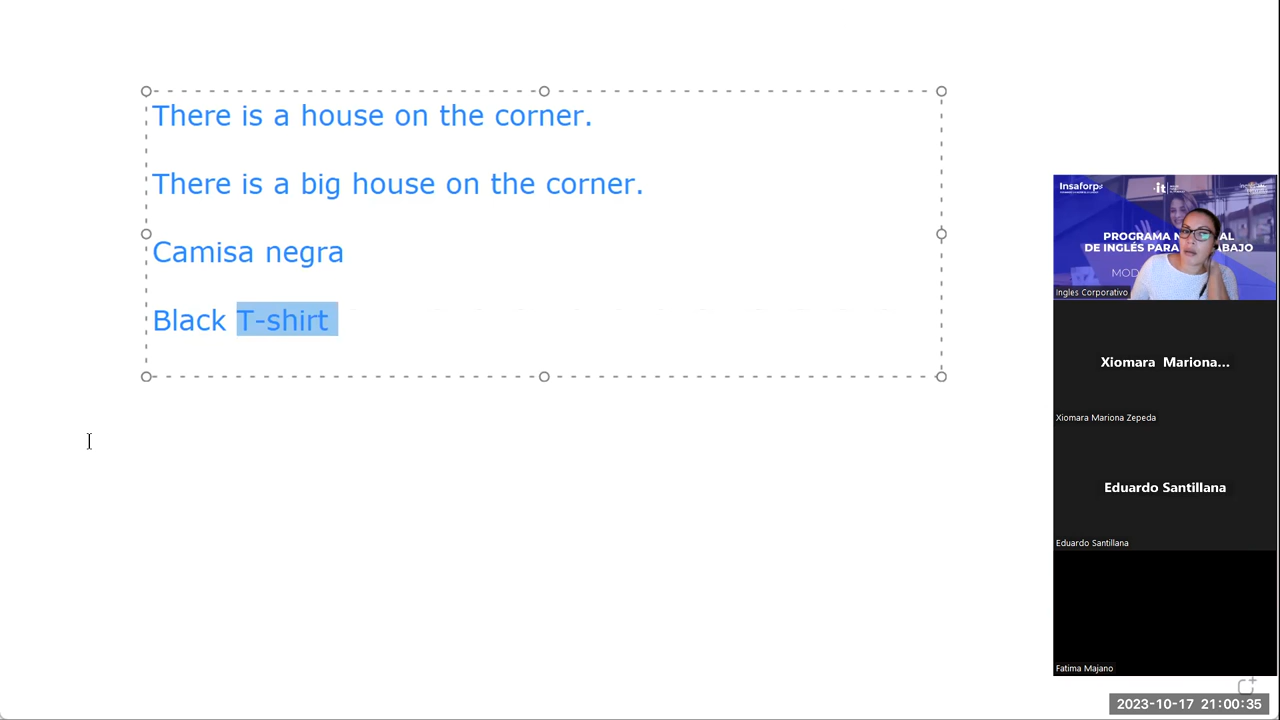 There is a house on the corner.
There is a big house on the corner.
Camisa negra
Black T-shirt
Insaforp
PROGRAMA N AL
DE INGLÉS PARA ABAJO
MOD
Ingles Corporativo
Xiomara Mariona...
Xiomara Mariona Zepeda
Eduardo Santillana
Eduardo Santillana
Fatima Majano
2023-10-17 21:00:35